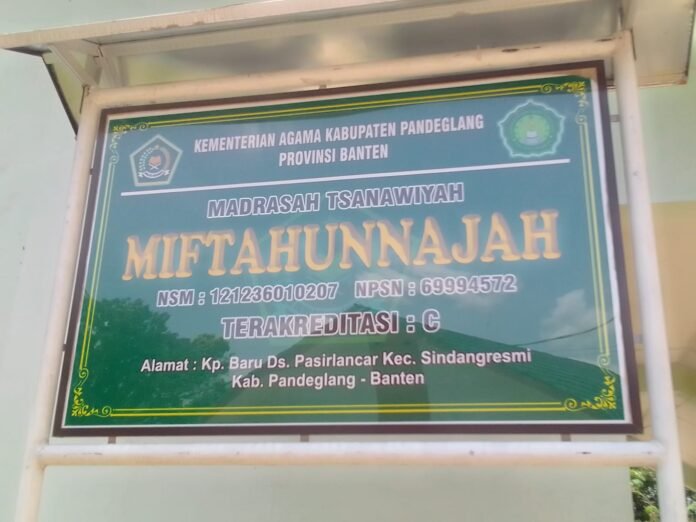 KEMENTERIAN AGAMA KABUPATEN PANDEGLANG
PROVINSI BANTEN
MADRASAH TSANAWIYAH
MIFTAHUNNAJAH
NSM : 121236010207 NPSN : 69994572
TERAKREDITASI : C
Alamat : Kp. Baru Ds. Pasirlancar Kec. Sindangresmi
Kab. Pandeglang - Banten